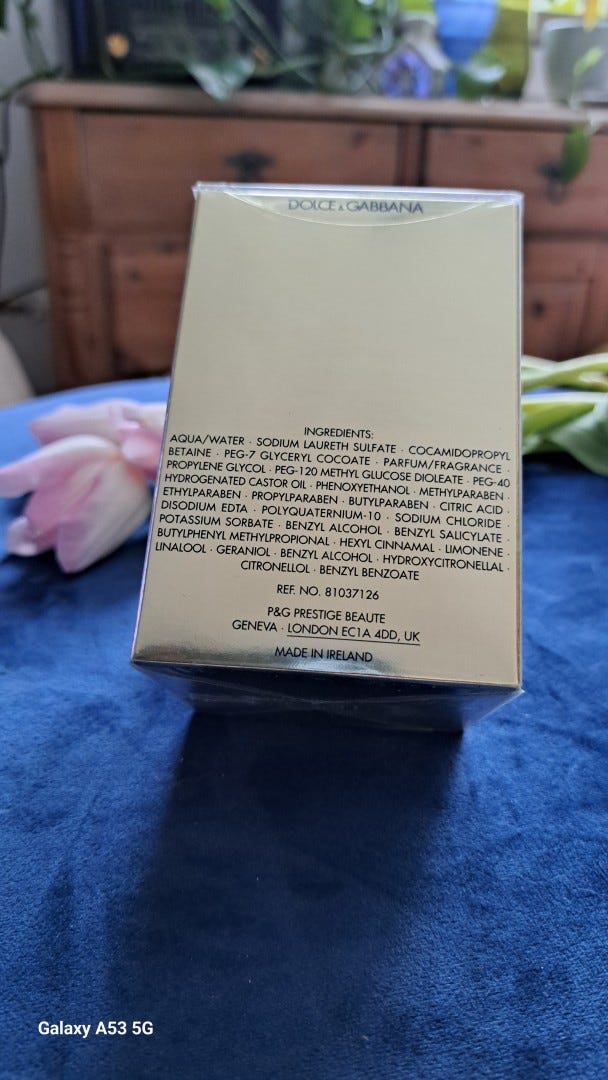 DOLCE & GABBANA
INGREDIENTS:
AQUA/WATER · SODIUM LAURETH SULFATE · COCAMIDOPROPYL
BETAINE · PEG-7 GLYCERYL COCOATE · PARFUM/FRAGRANCE ·
PROPYLENE GLYCOL · PEG-120 METHYL GLUCOSE DIOLEATE · PEG-40
HYDROGENATED CASTOR OIL · PHENOXYETHANOL · METHYLPARABEN ·
ETHYLPARABEN · PROPYLPARABEN · BUTYLPARABEN · CITRIC ACID ·
DISODIUM EDTA · POLYQUATERNIUM-10 · SODIUM CHLORIDE ·
POTASSIUM SORBATE · BENZYL ALCOHOL · BENZYL SALICYLATE ·
BUTYLPHENYL METHYLPROPIONAL · HEXYL CINNAMAL · LIMONENE ·
LINALOOL · GERANIOL · BENZYL ALCOHOL · HYDROXYCITRONELLAL ·
CITRONELLOL · BENZYL BENZOATE
REF. NO. 81037126
P&G PRESTIGE BEAUTE
GENEVA · LONDON EC1A 4DD, UK
MADE IN IRELAND
Galaxy A53 5G